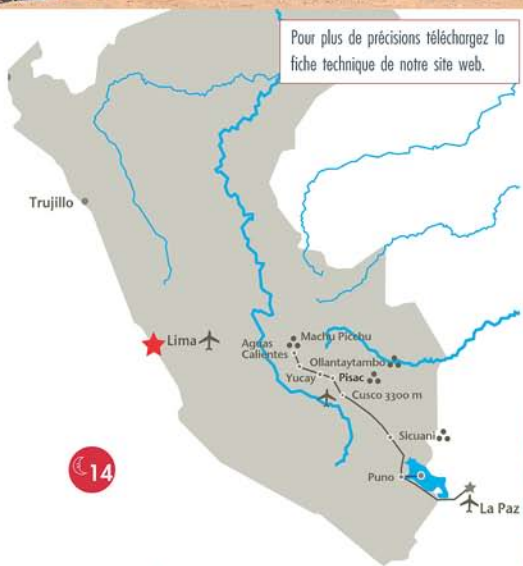 Pour plus de précisions téléchargez la
fiche technique de notre site web.
Trujillo
Lima
Machu Picchu
Aguas
Calientes
Ollantaytambo
Yucay
Pisac
Cusco 3300 m
Sicuani
Puno
La Paz
14